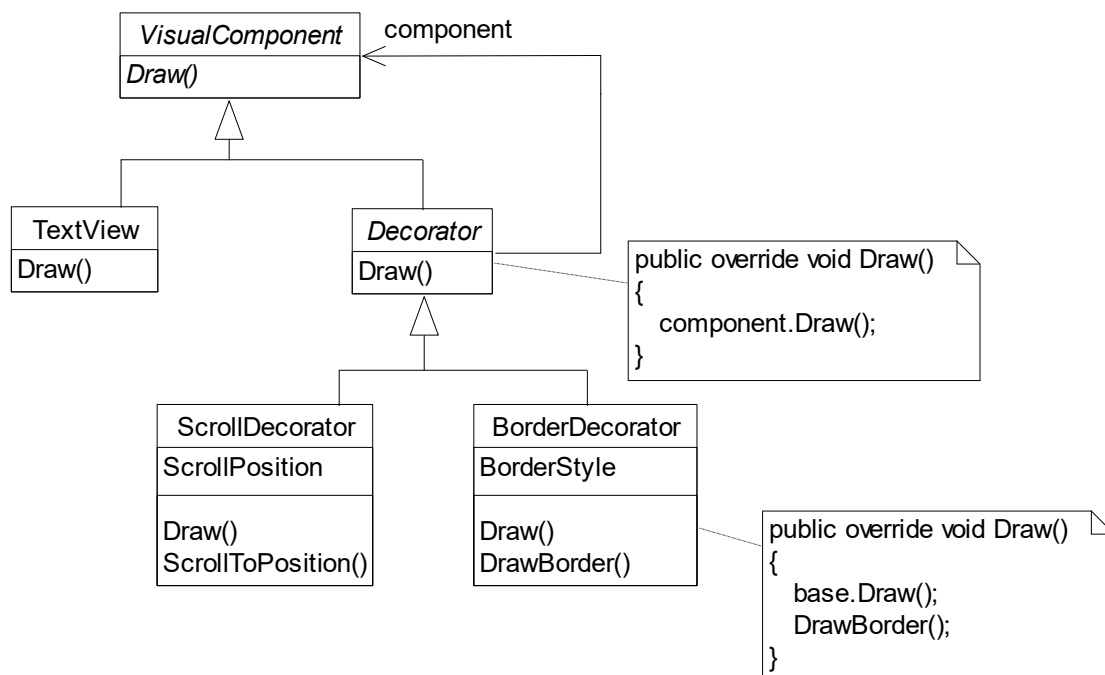 VisualComponent
component
Draw()
TextView
Draw()
Decorator
Draw()
public override void Draw()
{
component.Draw();
}
ScrollDecorator
ScrollPosition
Draw()
ScrollToPosition()
BorderDecorator
BorderStyle
Draw()
DrawBorder()
public override void Draw()
{
base.Draw();
DrawBorder();
}